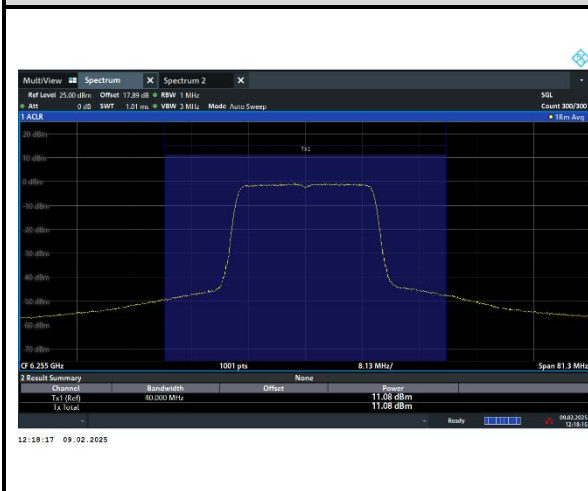 MultiView Spectrum X Spectrum 2 X
Ref Level 25.00 dBm Offset 17.89 dB RBW 1 MHz SGL
Att 0 dB SWT 1.01 ms VBW 3 MHz Mode Auto Sweep Count 300/300
1 ACLR 1Rm Avg
20 dBm
Tx1
10 dBm
0 dBm
-10 dBm
-20 dBm
-30 dBm
-40 dBm
-50 dBm
-60 dBm
-70 dBm
CF 6.255 GHz 1001 pts 8.13 MHz/ Span 81.3 MHz
2 Result Summary None
Channel Bandwidth Offset Power
Tx1 (Ref) 40.000 MHz 11.08 dBm
Tx Total 11.08 dBm
Ready 09.02.2025
12:18:16
12:18:17 09.02.2025